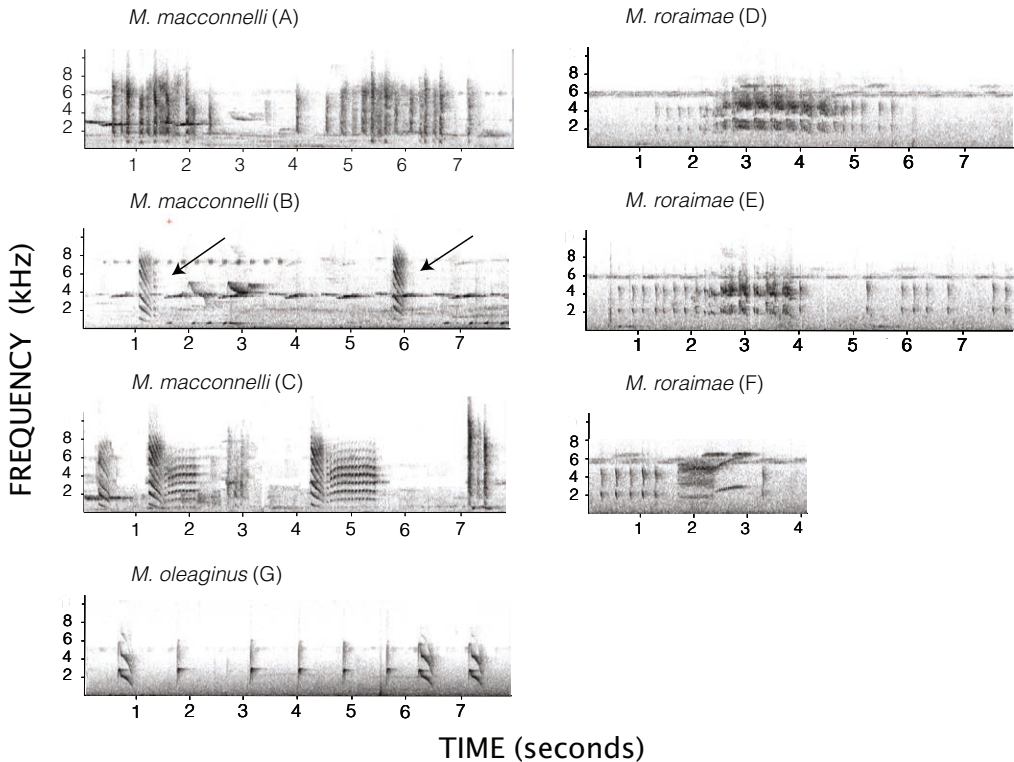 M. macconnelli (A)
8
6
4
2
1 2 3 4 5 6 7
M. roraimae (D)
8
6
4
2
1 2 3 4 5 6 7
M. macconnelli (B)
8
6
4
2
1 2 3 4 5 6 7
M. roraimae (E)
8
6
4
2
1 2 3 4 5 6 7
M. macconnelli (C)
8
6
4
2
1 2 3 4 5 6 7
M. roraimae (F)
8
6
4
2
1 2 3 4
M. oleaginus (G)
8
6
4
2
1 2 3 4 5 6 7
FREQUENCY (kHz)
TIME (seconds)